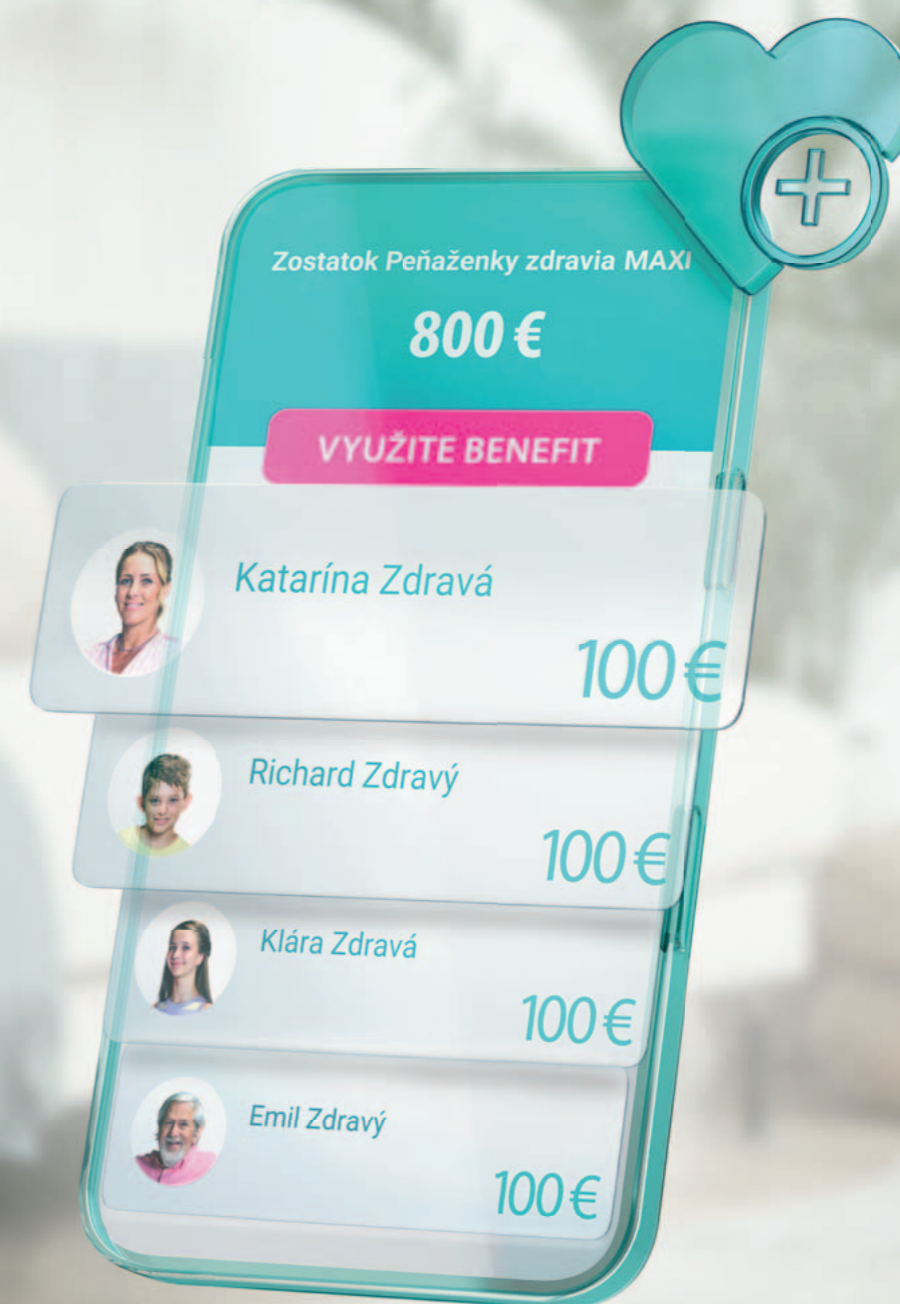 Zostatok Peňaženky zdravia MAXI
800 €
VYUŽITE BENEFIT
Katarína Zdravá
100 €
Richard Zdravý
100 €
Klára Zdravá
100 €
Emil Zdravý
100 €